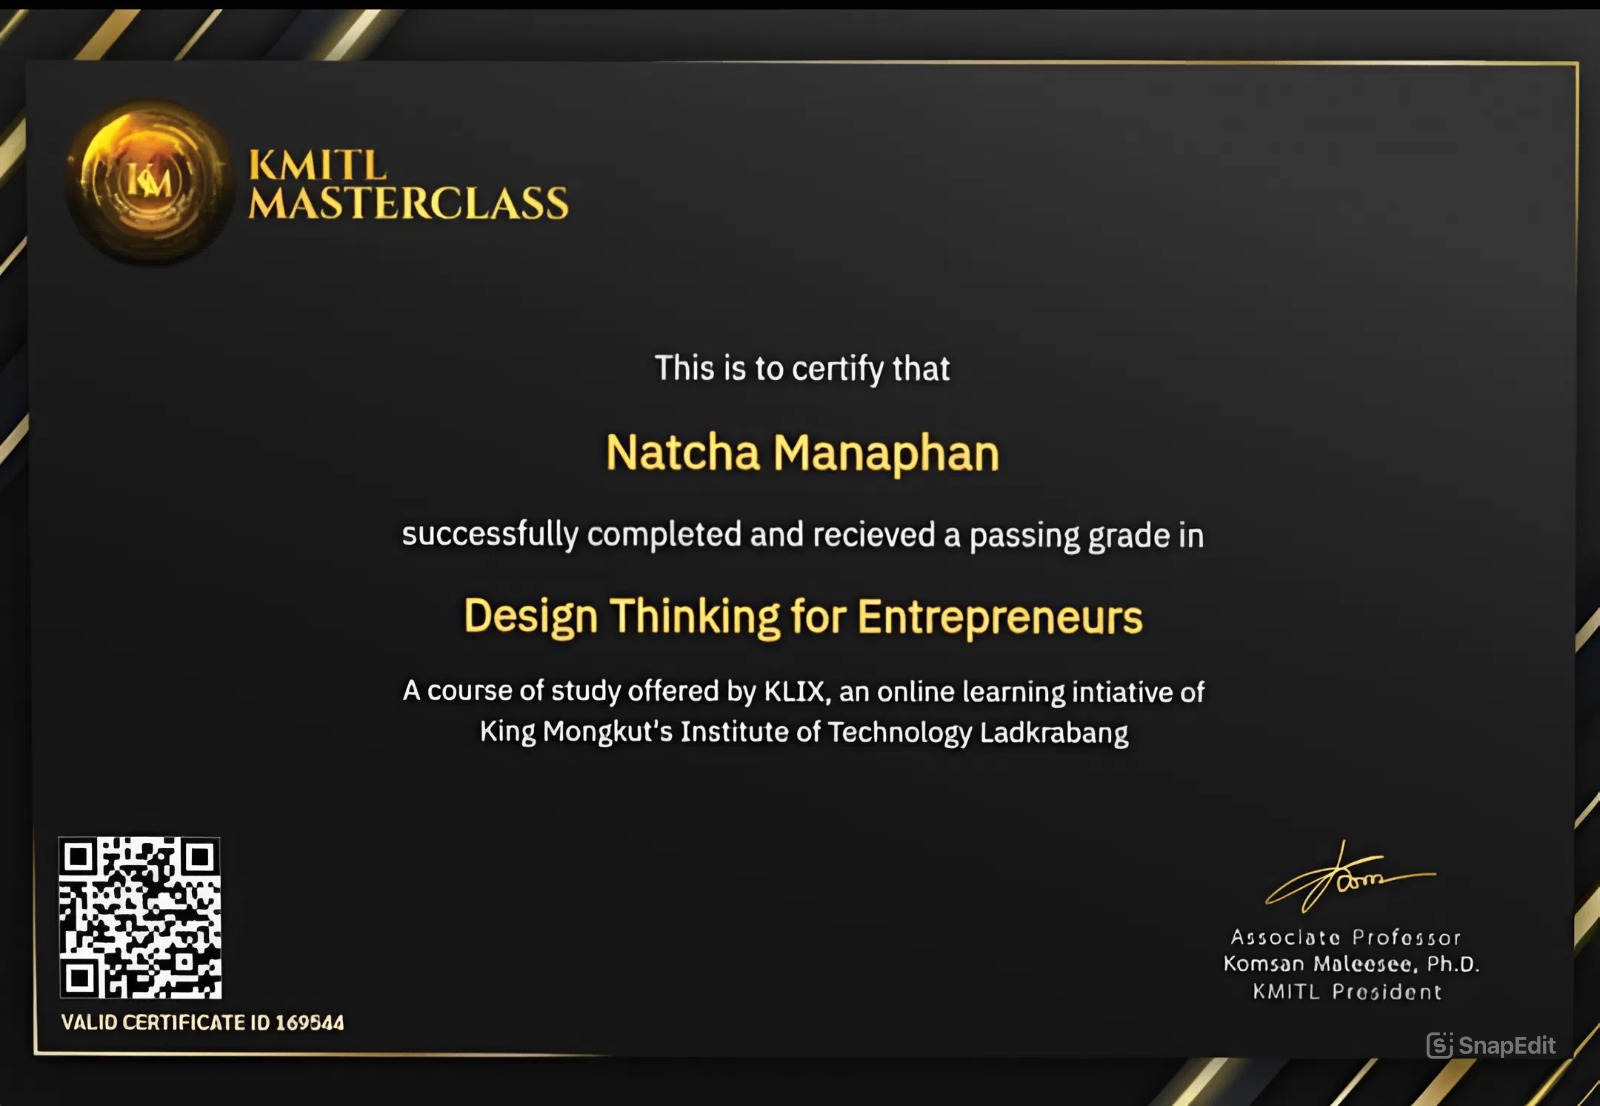 KM
KMITL
MASTERCLASS
This is to certify that
Natcha Manaphan
successfully completed and recieved a passing grade in
Design Thinking for Entrepreneurs
A course of study offered by KLIX, an online learning intiative of
King Mongkut's Institute of Technology Ladkrabang
Associate Professor
Komsan Maleesee, Ph.D.
KMITL President
VALID CERTIFICATE ID 169544
SnapEdit